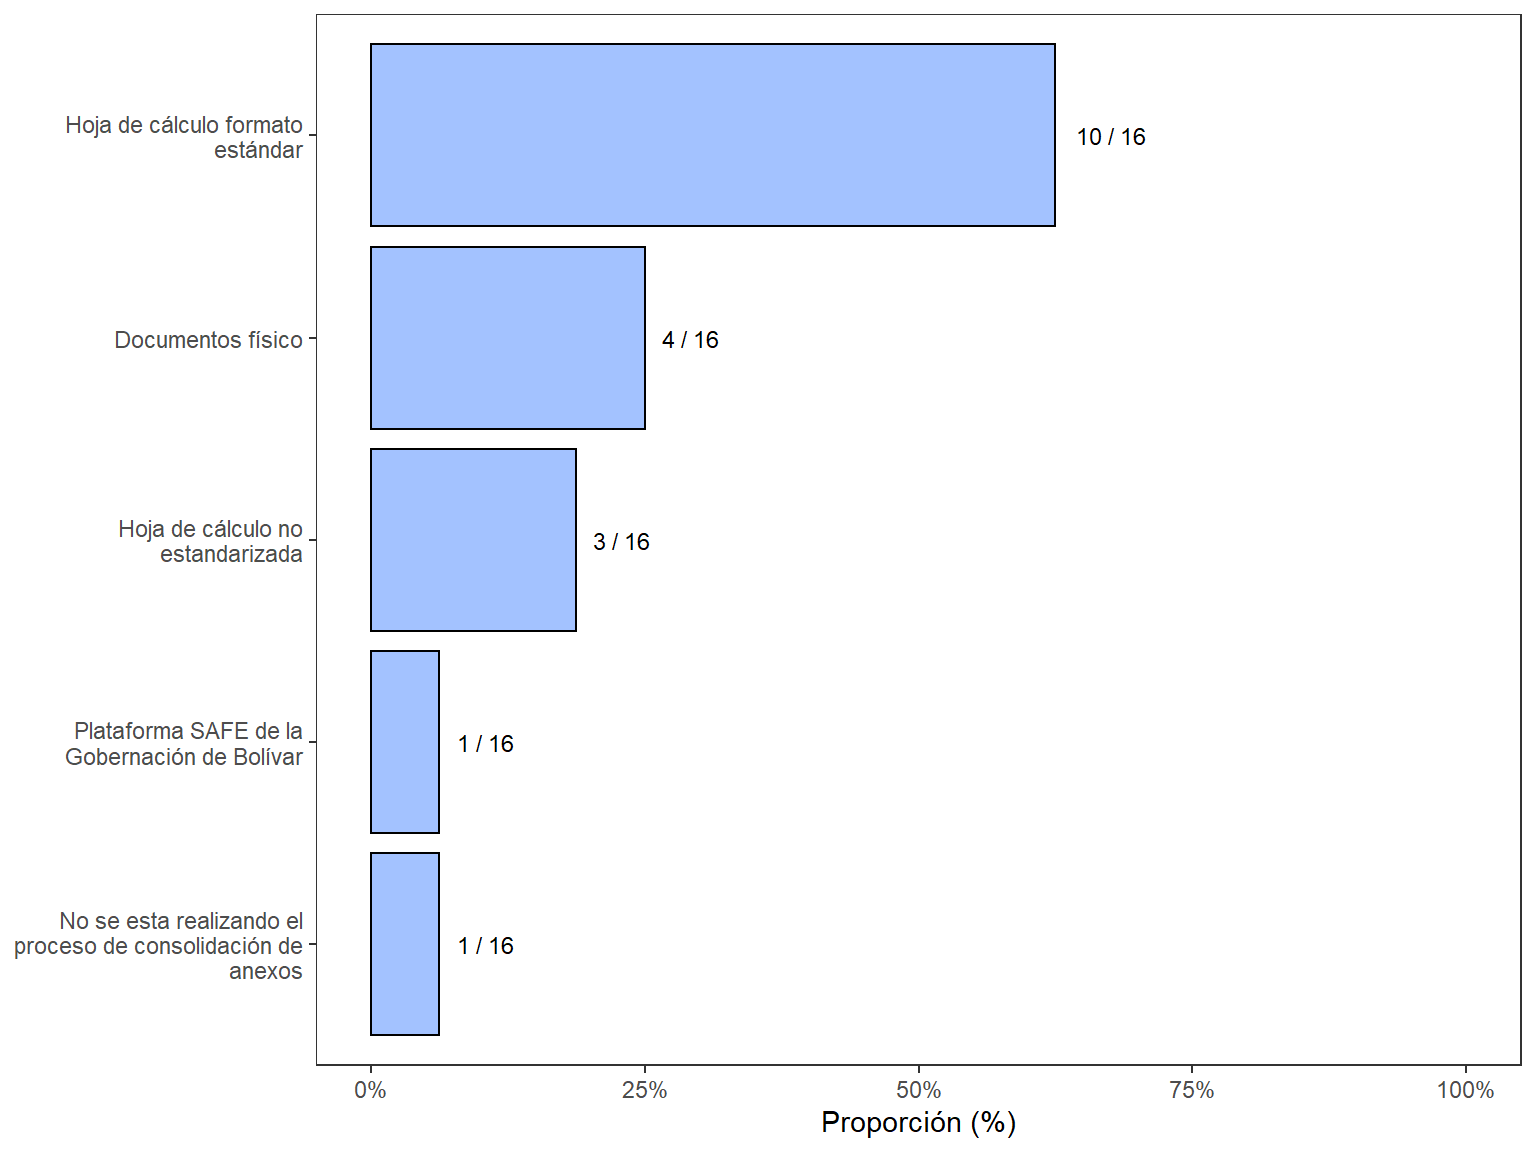 Hoja de cálculo formato
estándar
10 / 16
Documentos físico
4 / 16
Hoja de cálculo no
estandarizada
3 / 16
Plataforma SAFE de la
Gobernación de Bolívar
1 / 16
No se esta realizando el
proceso de consolidación de
anexos
1 / 16
0%
25%
50%
75%
100%
Proporción (%)